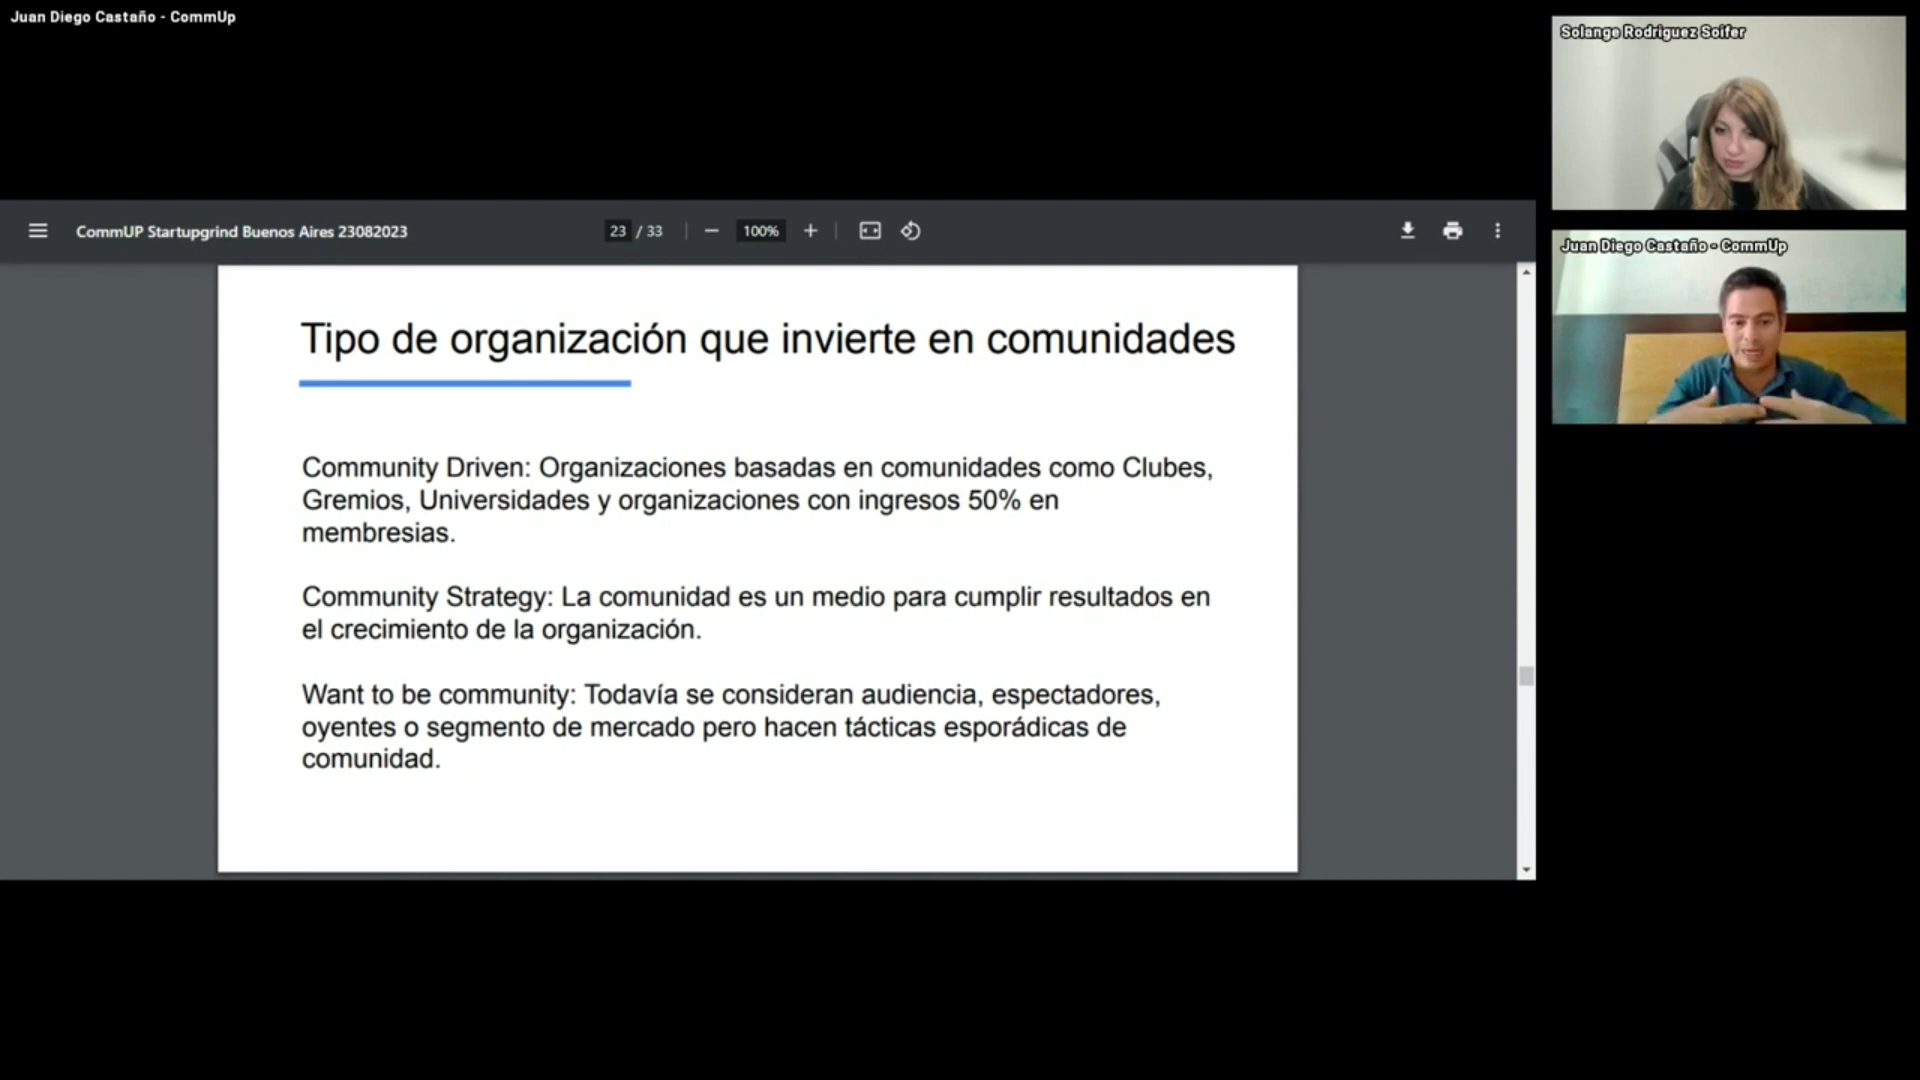 Juan Diego Castaño - CommUp
Solange Rodriguez Soifer
Juan Diego Castaño - CommUp
CommUP Startupgrind Buenos Aires 23082023
23 / 33
100%
Tipo de organización que invierte en comunidades
Community Driven: Organizaciones basadas en comunidades como Clubes,
Gremios, Universidades y organizaciones con ingresos 50% en
membresias.
Community Strategy: La comunidad es un medio para cumplir resultados en
el crecimiento de la organización.
Want to be community: Todavía se consideran audiencia, espectadores,
oyentes o segmento de mercado pero hacen tácticas esporádicas de
comunidad.